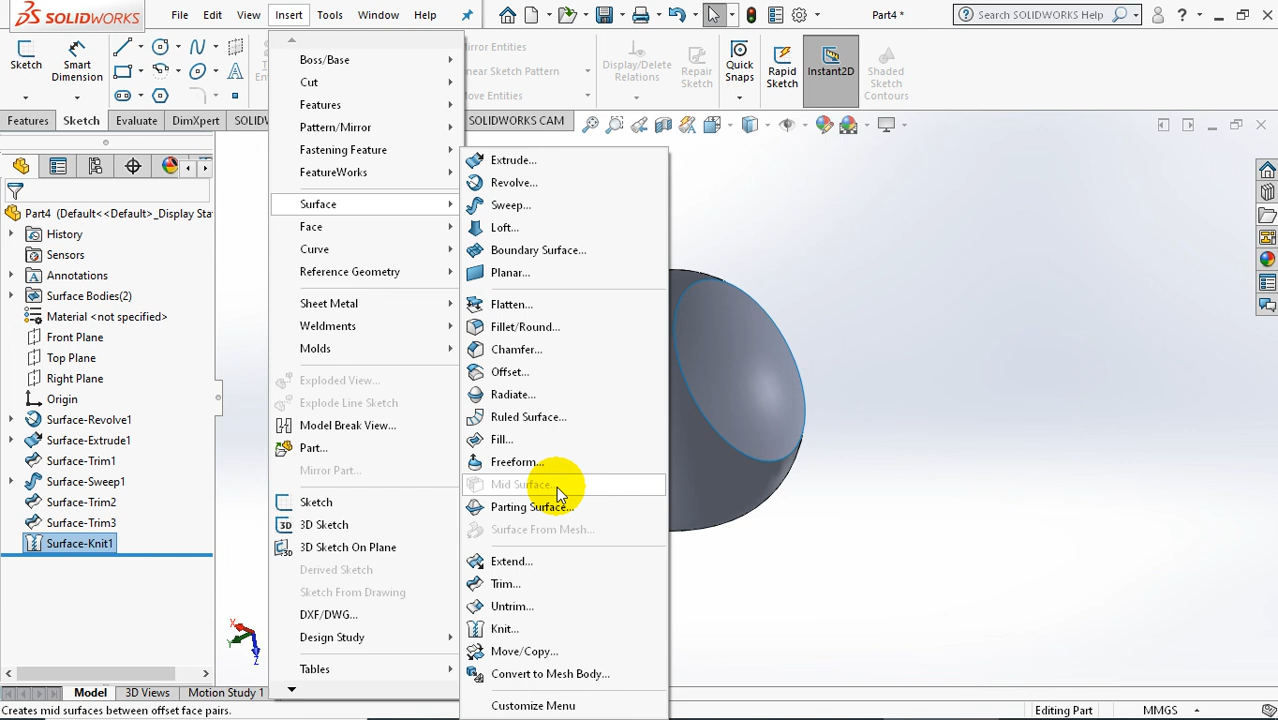 SOLIDWORKS
File
Edit
View
Insert
Tools
Window
Help
Part4 *
Search SOLIDWORKS Help
?
Sketch
Smart
Dimension
Mirror Entities
Linear Sketch Pattern
Move Entities
Display/Delete
Relations
Repair
Sketch
Quick
Snaps
Rapid
Sketch
Instant2D
Shaded
Sketch
Contours
Features
Sketch
Evaluate
DimXpert
SOLIDWORKS CAM
Part4 (Default<<Default>_Display Sta
History
Sensors
Annotations
Surface Bodies(2)
Material <not specified>
Front Plane
Top Plane
Right Plane
Origin
Surface-Revolve1
Surface-Extrude1
Surface-Trim1
Surface-Sweep1
Surface-Trim2
Surface-Trim3
Surface-Knit1
Boss/Base
Cut
Features
Pattern/Mirror
Fastening Feature
FeatureWorks
Surface
Face
Curve
Reference Geometry
Sheet Metal
Weldments
Molds
Exploded View...
Explode Line Sketch
Model Break View...
Part...
Mirror Part...
Sketch
3D Sketch
3D Sketch On Plane
Derived Sketch
Sketch From Drawing
DXF/DWG...
Design Study
Tables
Extrude...
Revolve...
Sweep...
Loft...
Boundary Surface...
Planar...
Flatten...
Fillet/Round...
Chamfer...
Offset...
Radiate...
Ruled Surface...
Fill...
Freeform...
Mid Surface...
Parting Surface...
Surface From Mesh...
Extend...
Trim...
Untrim...
Knit...
Move/Copy...
Convert to Mesh Body...
Customize Menu
X
Y
Z
Model
3D Views
Motion Study 1
Creates mid surfaces between offset face pairs.
Editing Part
MMGS